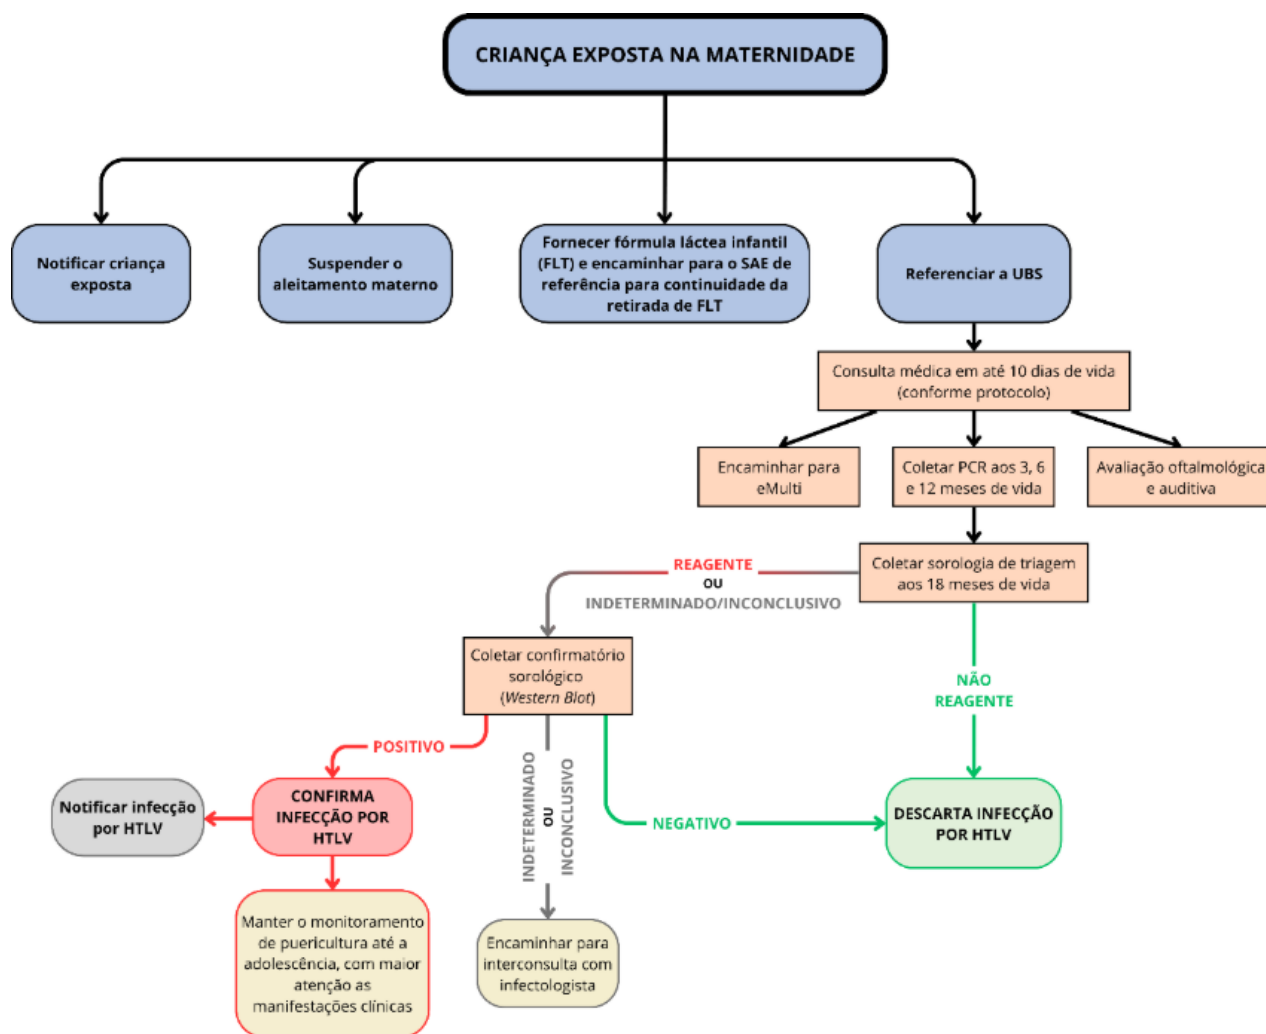 CRIANÇA EXPOSTA NA MATERNIDADE
Notificar criança
exposta
Suspender o
aleitamento materno
Fornecer fórmula láctea infantil
(FLT) e encaminhar para o SAE de
referência para continuidade da
retirada de FLT
Referenciar a UBS
Consulta médica em até 10 dias de vida
(conforme protocolo)
Encaminhar para
eMulti
Coletar PCR aos 3, 6
e 12 meses de vida
Avaliação oftalmológica
e auditiva
Coletar sorologia de triagem
aos 18 meses de vida
REAGENTE
OU
INDETERMINADO/INCONCLUSIVO
Coletar confirmatório
sorológico
(Western Blot)
NÃO
REAGENTE
POSITIVO
INDETERMINADO
OU
INCONCLUSIVO
NEGATIVO
Notificar infecção
por HTLV
CONFIRMA
INFECÇÃO POR
HTLV
DESCARTA INFECÇÃO
POR HTLV
Manter o monitoramento
de puericultura até a
adolescência, com maior
atenção as
manifestações clínicas
Encaminhar para
interconsulta com
infectologista